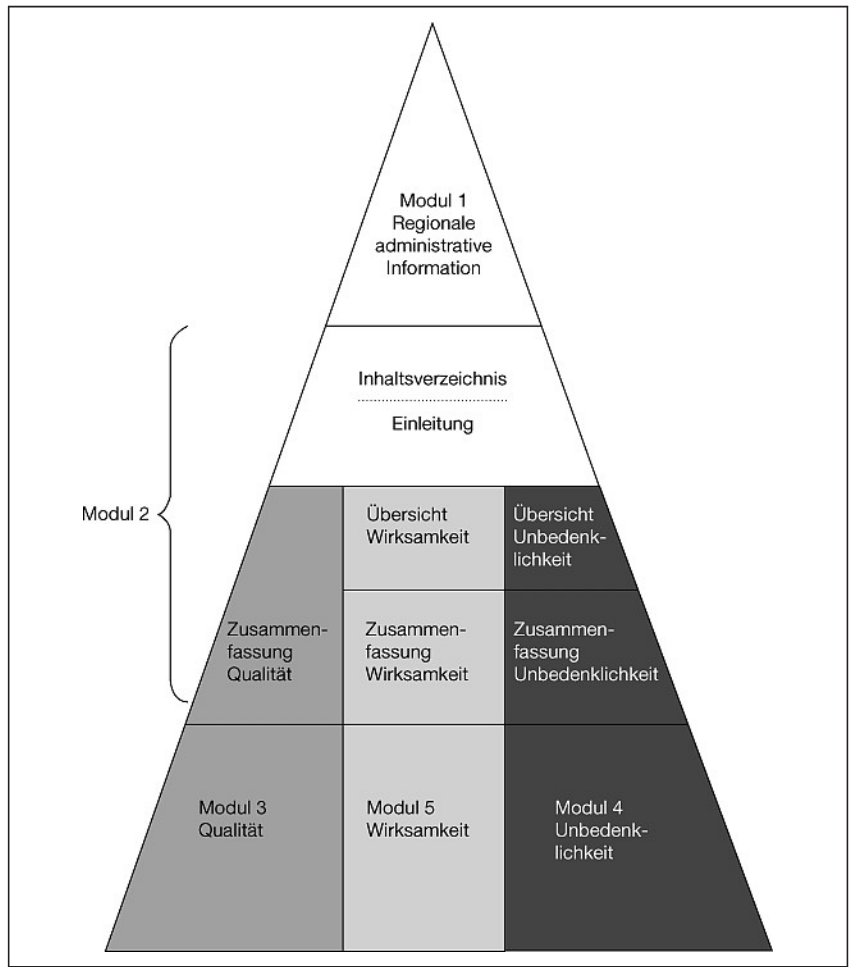 Modul 1
Regionale
administrative
Information
Inhaltsverzeichnis
Einleitung
Modul 2
Übersicht
Wirksamkeit
Übersicht
Unbedenk-
lichkeit
Zusammen-
fassung
Qualität
Zusammen-
fassung
Wirksamkeit
Zusammen-
fassung
Unbedenklichkeit
Modul 3
Qualität
Modul 5
Wirksamkeit
Modul 4
Unbedenk-
lichkeit